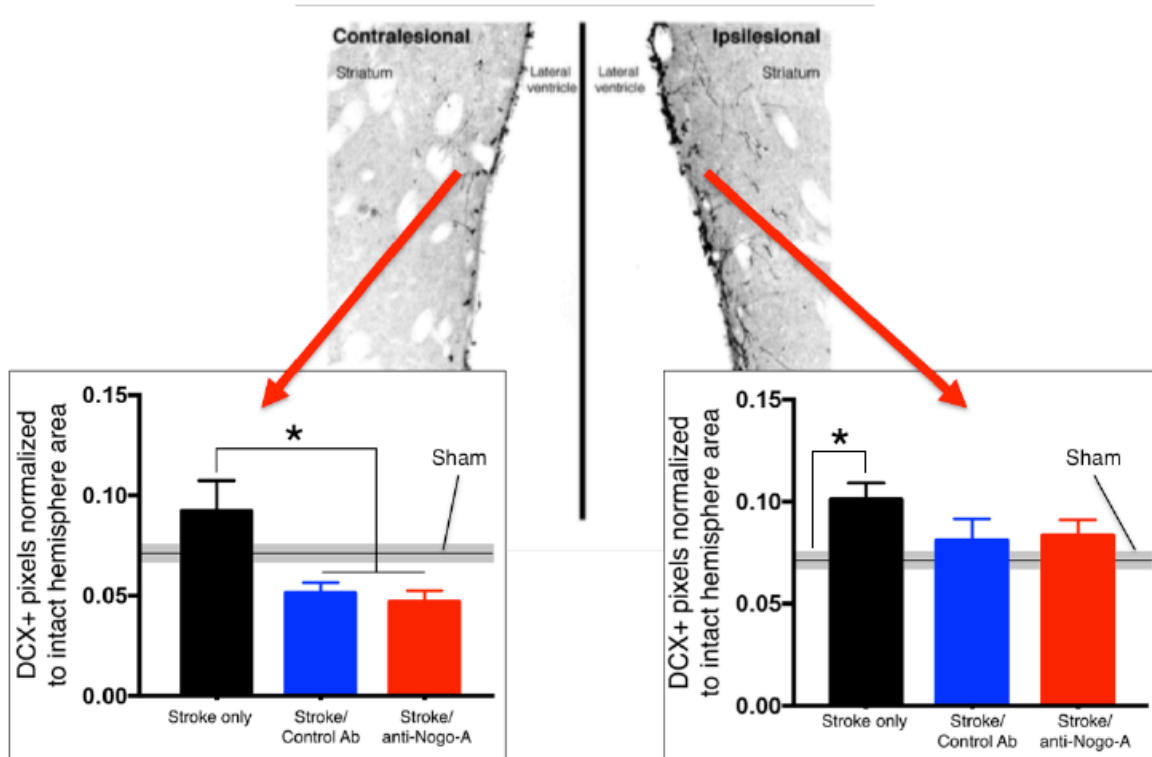 Contralesional
Ipsilesional
Striatum
Lateral
ventricle
Lateral
ventricle
Striatum
DCX+ pixels normalized
to intact hemisphere area
0.15
0.10
0.05
0.00
*
Sham
Stroke only
Stroke/
Control Ab
Stroke/
anti-Nogo-A
DCX+ pixels normalized
to intact hemisphere area
0.15
0.10
0.05
0.00
*
Sham
Stroke only
Stroke/
Control Ab
Stroke/
anti-Nogo-A